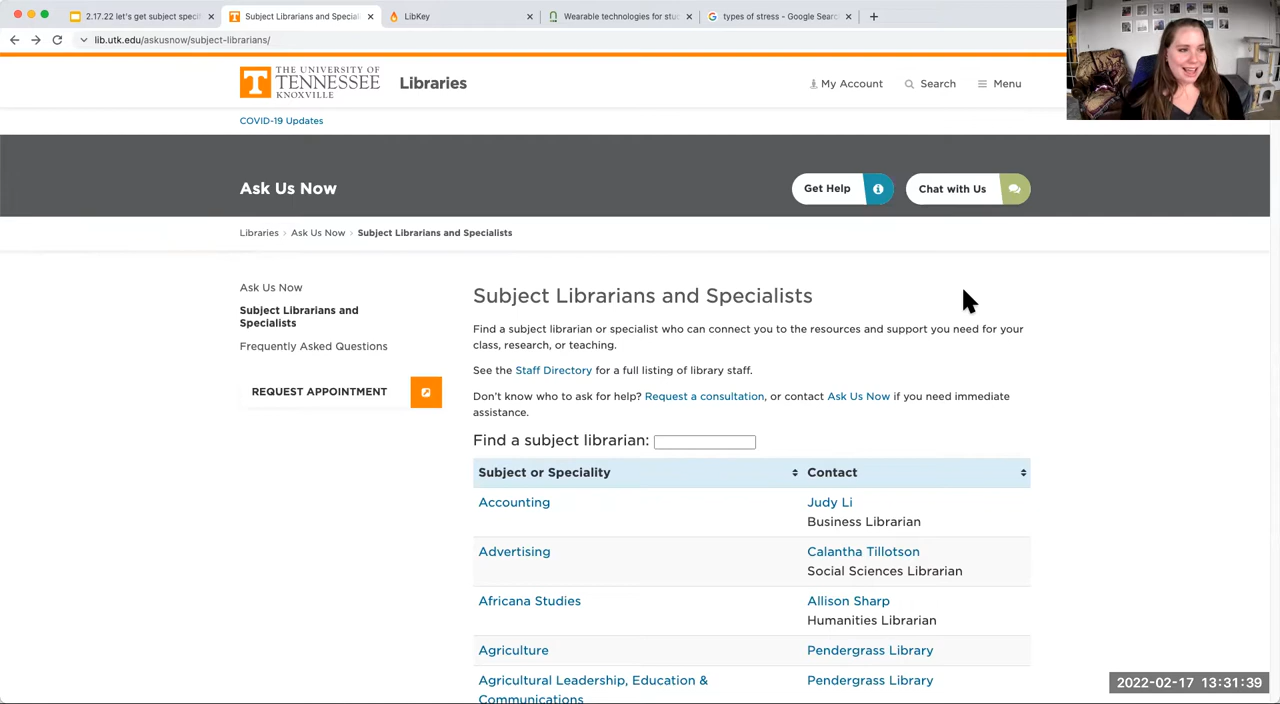 2.17.22 let's get subject speci
Subject Librarians and Special
LibKey
Wearable technologies for stu
types of stress - Google Searc
lib.utk.edu/askusnow/subject-librarians/
THE UNIVERSITY OF
TENNESSEE
KNOXVILLE
Libraries
My Account
Search
Menu
COVID-19 Updates
Ask Us Now
Get Help
Chat with Us
Libraries › Ask Us Now › Subject Librarians and Specialists
Ask Us Now
Subject Librarians and
Specialists
Frequently Asked Questions
REQUEST APPOINTMENT
Subject Librarians and Specialists
Find a subject librarian or specialist who can connect you to the resources and support you need for your
class, research, or teaching.
See the Staff Directory for a full listing of library staff.
Don't know who to ask for help? Request a consultation, or contact Ask Us Now if you need immediate
assistance.
Find a subject librarian:
Subject or Speciality Contact
Accounting Judy Li
Business Librarian
Advertising Calantha Tillotson
Social Sciences Librarian
Africana Studies Allison Sharp
Humanities Librarian
Agriculture Pendergrass Library
Agricultural Leadership, Education & Pendergrass Library
Communications
2022-02-17 13:31:39